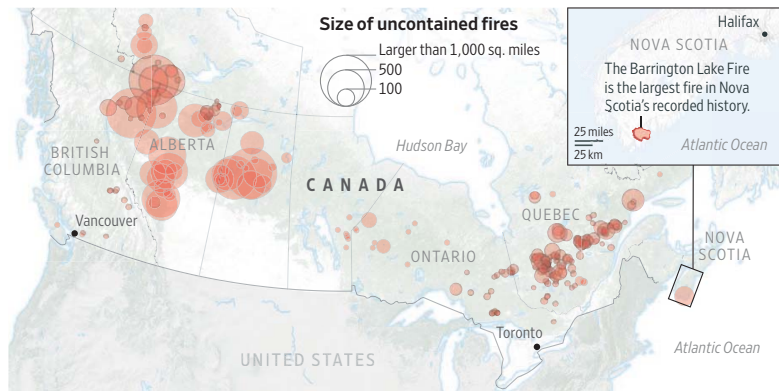 Size of uncontained fires
Larger than 1,000 sq. miles
500
100
Halifax
NOVA SCOTIA
The Barrington Lake Fire
is the largest fire in Nova
Scotia's recorded history.
25 miles
25 km
Atlantic Ocean
Hudson Bay
ALBERTA
BRITISH
COLUMBIA
CANADA
Vancouver
QUEBEC
ONTARIO
NOVA
SCOTIA
Toronto
UNITED STATES
Atlantic Ocean